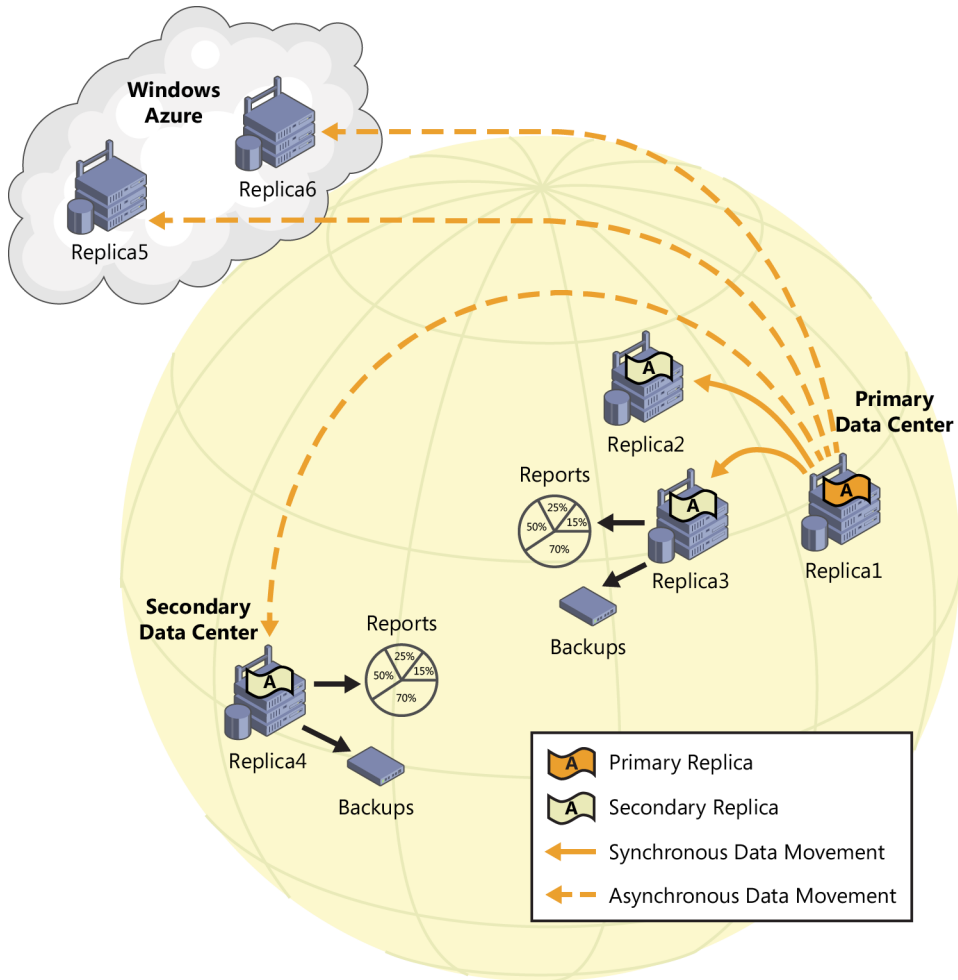 Windows
Azure
Replica6
Replica5
A
Replica2
Primary
Data Center
A
Replica1
A
Replica3
Reports
25%
50%
15%
70%
Backups
Secondary
Data Center
A
Replica4
Reports
25%
50%
15%
70%
Backups
A Primary Replica
A Secondary Replica
Synchronous Data Movement
Asynchronous Data Movement